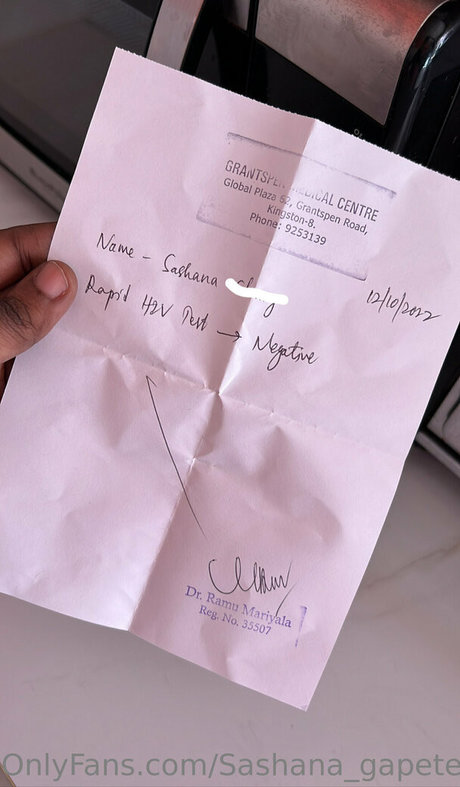 GRANTSPEN MEDICAL CENTRE
Global Plaza 62, Grantspen Road,
Kingston-8.
Phone: 9253139
12/10/2022
Name - Sashana
Rapid HIV Test → Negative
Dr. Ramu Mariyala
Reg. No. 35507
OnlyFans.com/Sashana_gapete